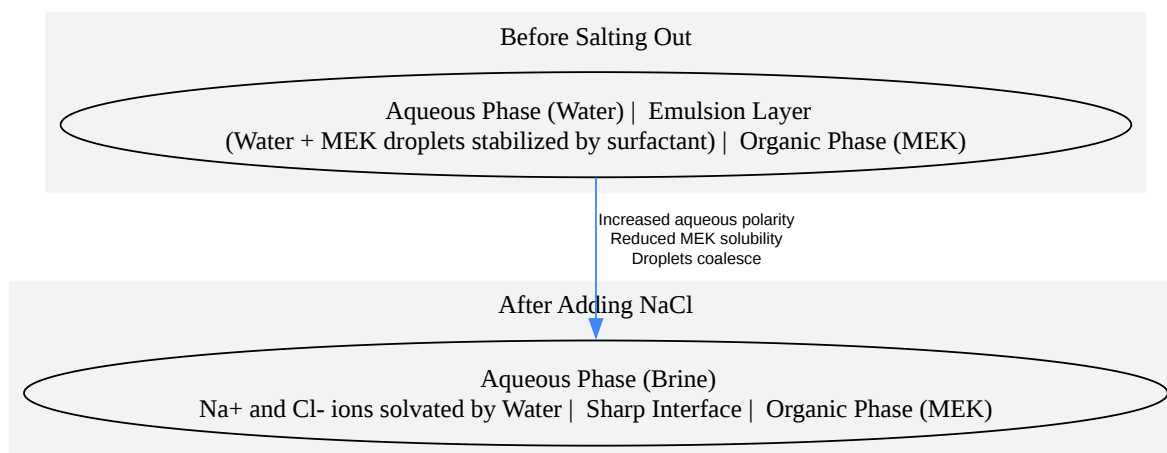 Before Salting Out
Aqueous Phase (Water) | Emulsion Layer
(Water + MEK droplets stabilized by surfactant) | Organic Phase (MEK)
Increased aqueous polarity
Reduced MEK solubility
Droplets coalesce
After Adding NaCl
Aqueous Phase (Brine)
Na+ and Cl- ions solvated by Water | Sharp Interface | Organic Phase (MEK)